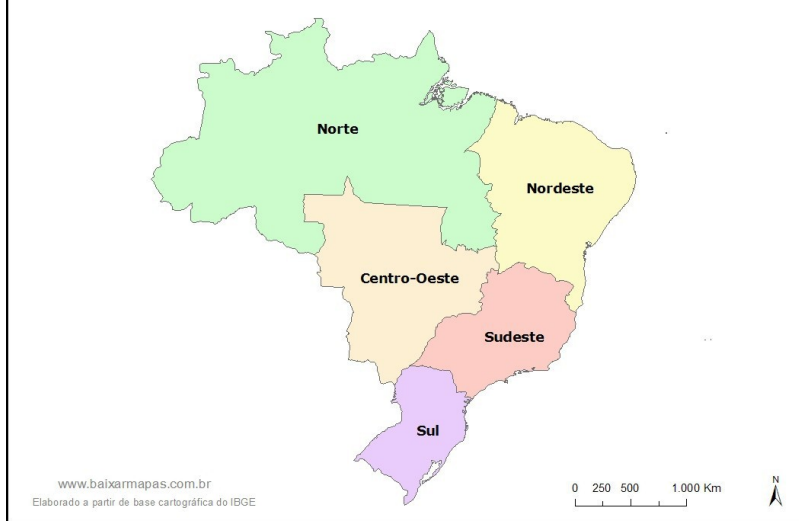 Norte
Nordeste
Centro-Oeste
Sudeste
Sul
www.baixarmapas.com.br
Elaborado a partir de base cartográfica do IBGE
0 250 500 1.000 Km
N